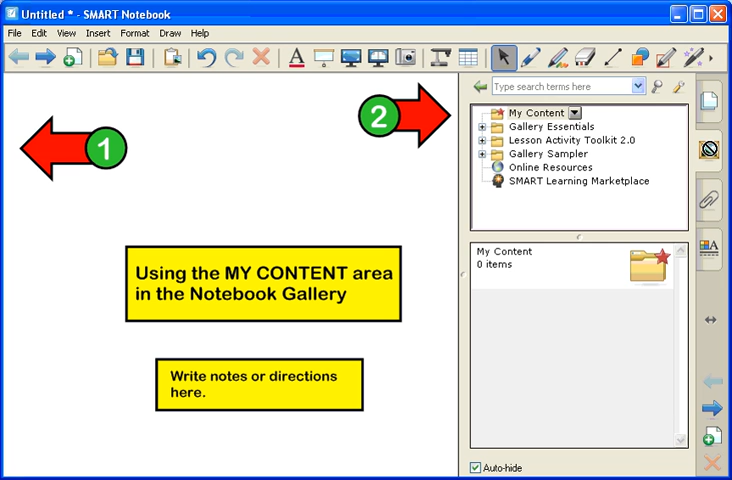 Untitled * - SMART Notebook
File Edit View Insert Format Draw Help
Type search terms here
My Content
Gallery Essentials
Lesson Activity Toolkit 2.0
Gallery Sampler
Online Resources
SMART Learning Marketplace
1
2
Using the MY CONTENT area
in the Notebook Gallery
Write notes or directions
here.
My Content
0 items
Auto-hide